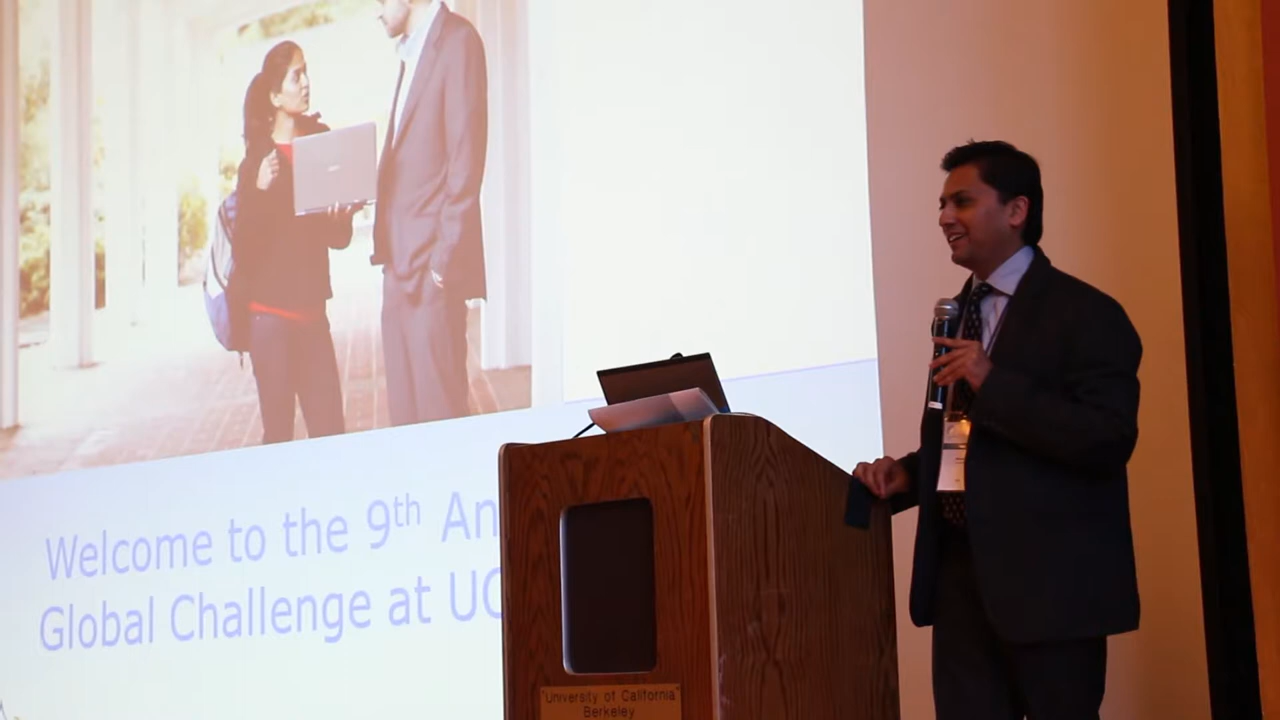 Welcome to the 9th An
Global Challenge at UC
"University of California"
Berkeley